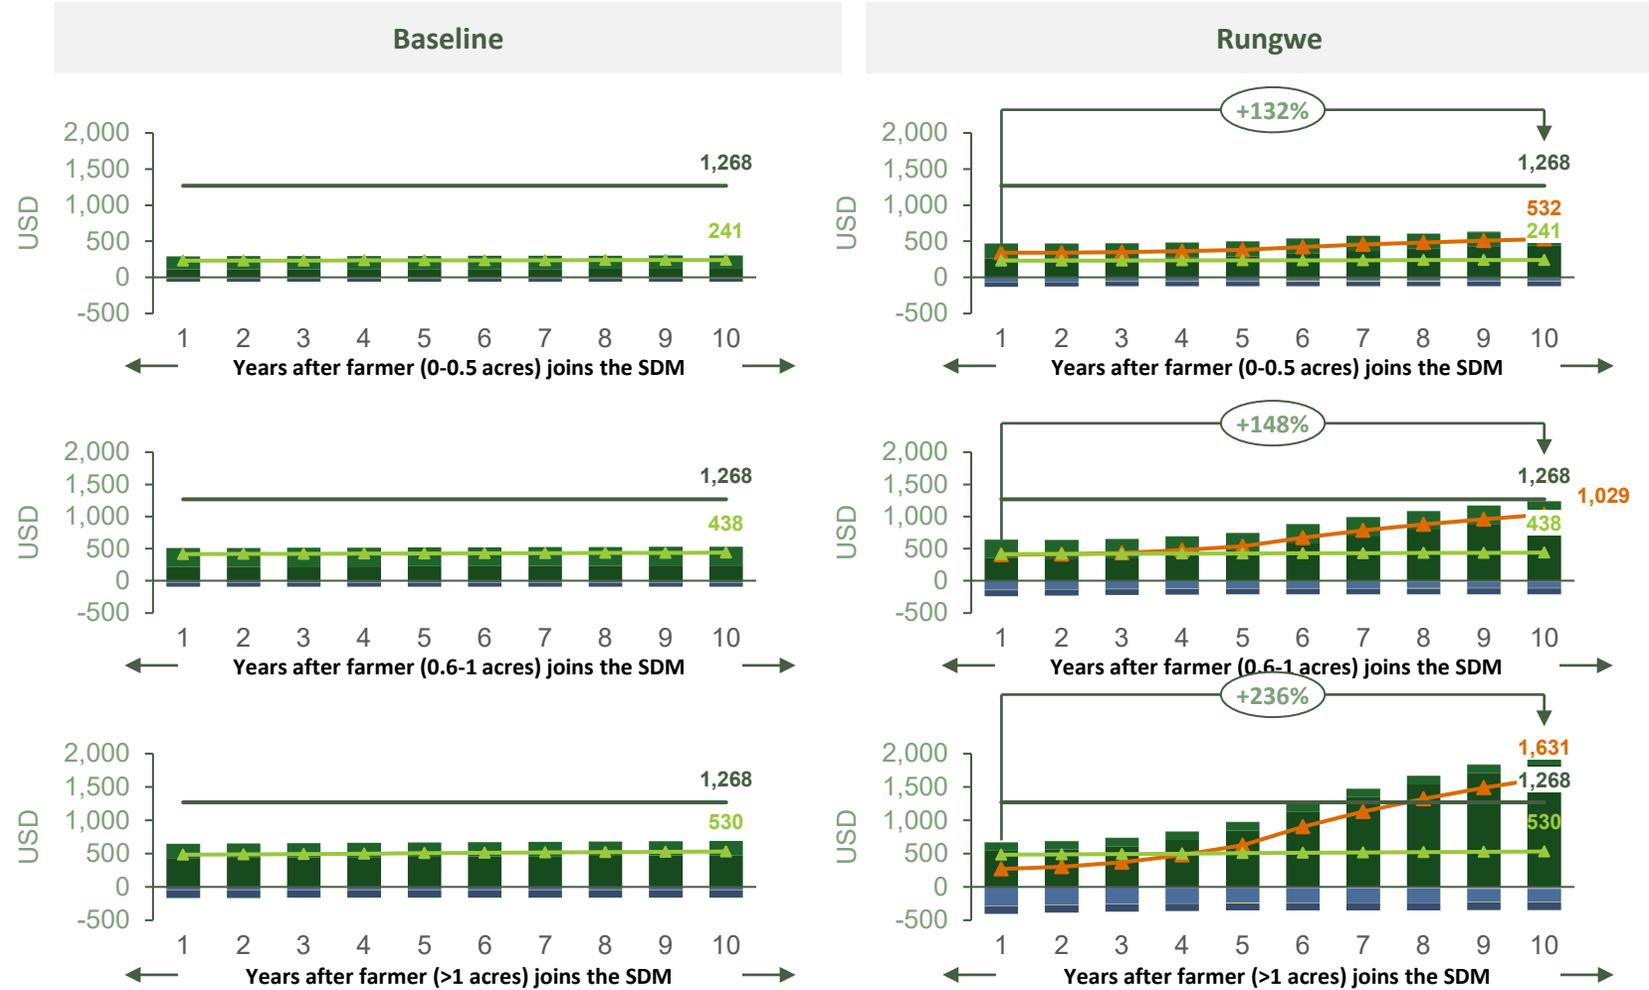 Baseline
Rungwe
2,000
1,500
1,000
500
0
-500
USD
1,268
241
1 2 3 4 5 6 7 8 9 10
Years after farmer (0-0.5 acres) joins the SDM
+132%
2,000
1,500
1,000
500
0
-500
USD
1,268
532
241
1 2 3 4 5 6 7 8 9 10
Years after farmer (0-0.5 acres) joins the SDM
2,000
1,500
1,000
500
0
-500
USD
1,268
438
1 2 3 4 5 6 7 8 9 10
Years after farmer (0.6-1 acres) joins the SDM
+148%
2,000
1,500
1,000
500
0
-500
USD
1,268
1,029
438
1 2 3 4 5 6 7 8 9 10
Years after farmer (0.6-1 acres) joins the SDM
2,000
1,500
1,000
500
0
-500
USD
1,268
530
1 2 3 4 5 6 7 8 9 10
Years after farmer (>1 acres) joins the SDM
+236%
2,000
1,500
1,000
500
0
-500
USD
1,631
1,268
530
1 2 3 4 5 6 7 8 9 10
Years after farmer (>1 acres) joins the SDM